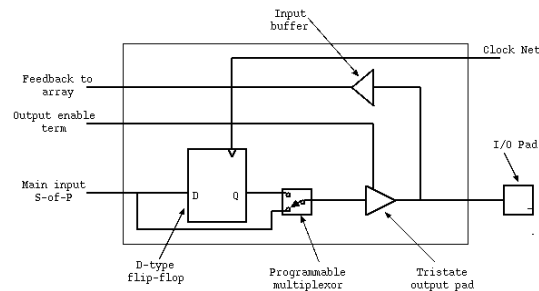 Input
buffer
Clock Net
Feedback to
array
Output enable
term
I/O Pad
Main input
S-of-P
D
Q
D-type
flip-flop
Programmable
multiplexor
Tristate
output pad